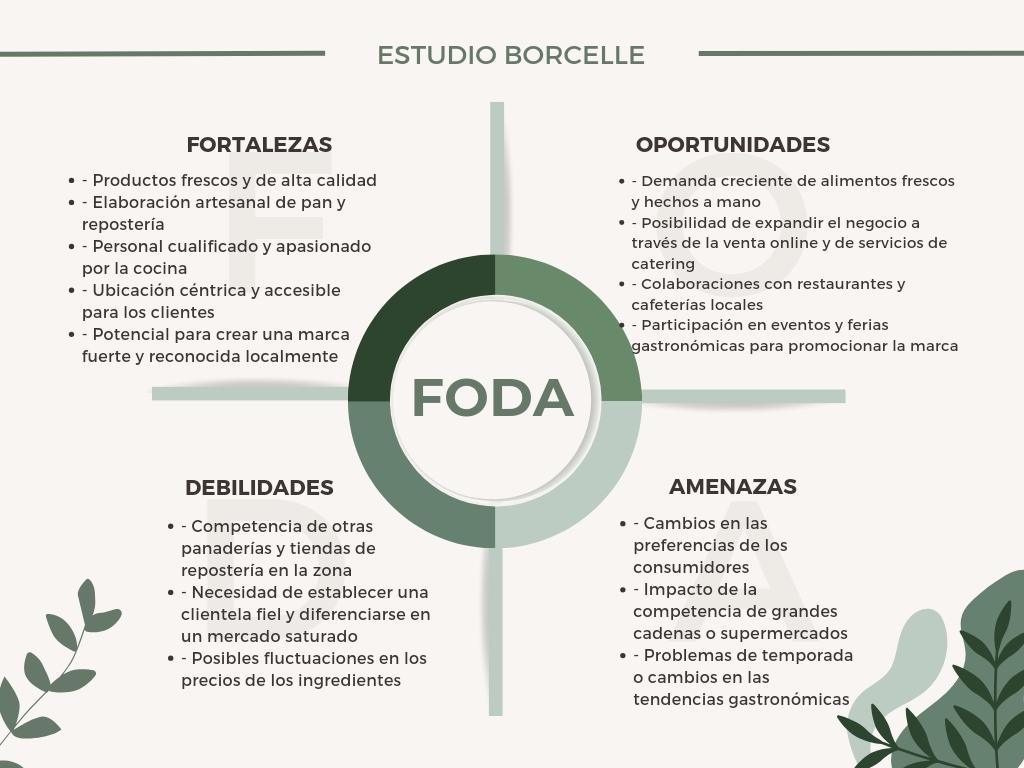 ESTUDIO BORCELLE
FORTALEZAS
• - Productos frescos y de alta calidad
• - Elaboración artesanal de pan y
repostería
• - Personal cualificado y apasionado
por la cocina
• - Ubicación céntrica y accesible
para los clientes
• - Potencial para crear una marca
fuerte y reconocida localmente
OPORTUNIDADES
• - Demanda creciente de alimentos frescos
y hechos a mano
• - Posibilidad de expandir el negocio a
través de la venta online y de servicios de
catering
• - Colaboraciones con restaurantes y
cafeterías locales
• - Participación en eventos y ferias
gastronómicas para promocionar la marca
FODA
DEBILIDADES
• - Competencia de otras
panaderías y tiendas de
repostería en la zona
• - Necesidad de establecer una
clientela fiel y diferenciarse en
un mercado saturado
• - Posibles fluctuaciones en los
precios de los ingredientes
AMENAZAS
• - Cambios en las
preferencias de los
consumidores
• - Impacto de la
competencia de grandes
cadenas o supermercados
• - Problemas de temporada
o cambios en las
tendencias gastronómicas
F
O
D
A